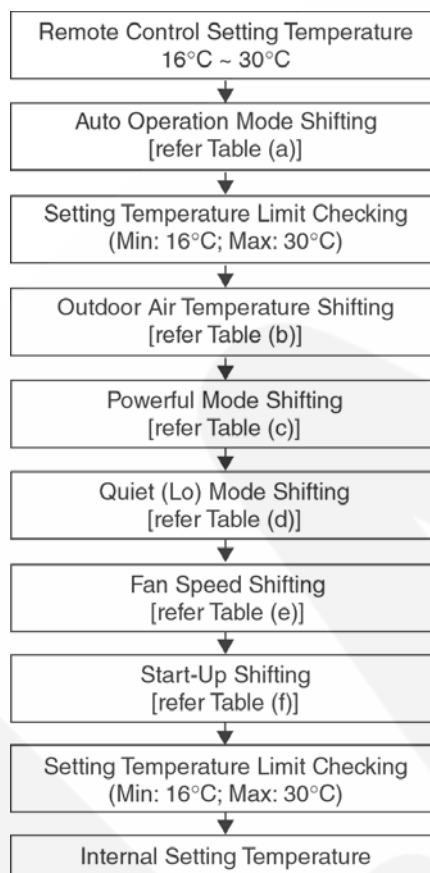 Remote Control Setting Temperature
16°C ~ 30°C
Auto Operation Mode Shifting
[refer Table (a)]
Setting Temperature Limit Checking
(Min: 16°C; Max: 30°C)
Outdoor Air Temperature Shifting
[refer Table (b)]
Powerful Mode Shifting
[refer Table (c)]
Quiet (Lo) Mode Shifting
[refer Table (d)]
Fan Speed Shifting
[refer Table (e)]
Start-Up Shifting
[refer Table (f)]
Setting Temperature Limit Checking
(Min: 16°C; Max: 30°C)
Internal Setting Temperature